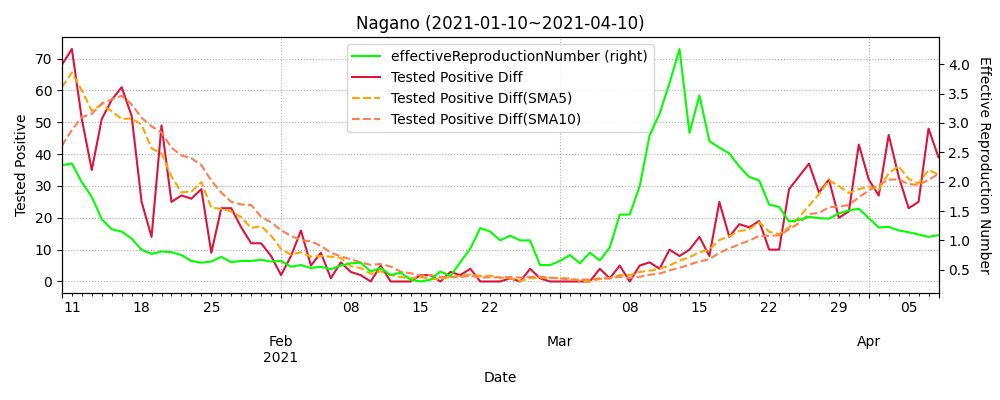 Nagano (2021-01-10~2021-04-10)
effectiveReproductionNumber (right)
Tested Positive Diff
Tested Positive Diff(SMA5)
Tested Positive Diff(SMA10)
Tested Positive
70
60
50
40
30
20
10
0
4.0
3.5
3.0
2.5
2.0
1.5
1.0
0.5
Effective Reproduction Number
11 18 25 08 15 22 08 15 22 29 05
Feb Mar Apr
2021
Date